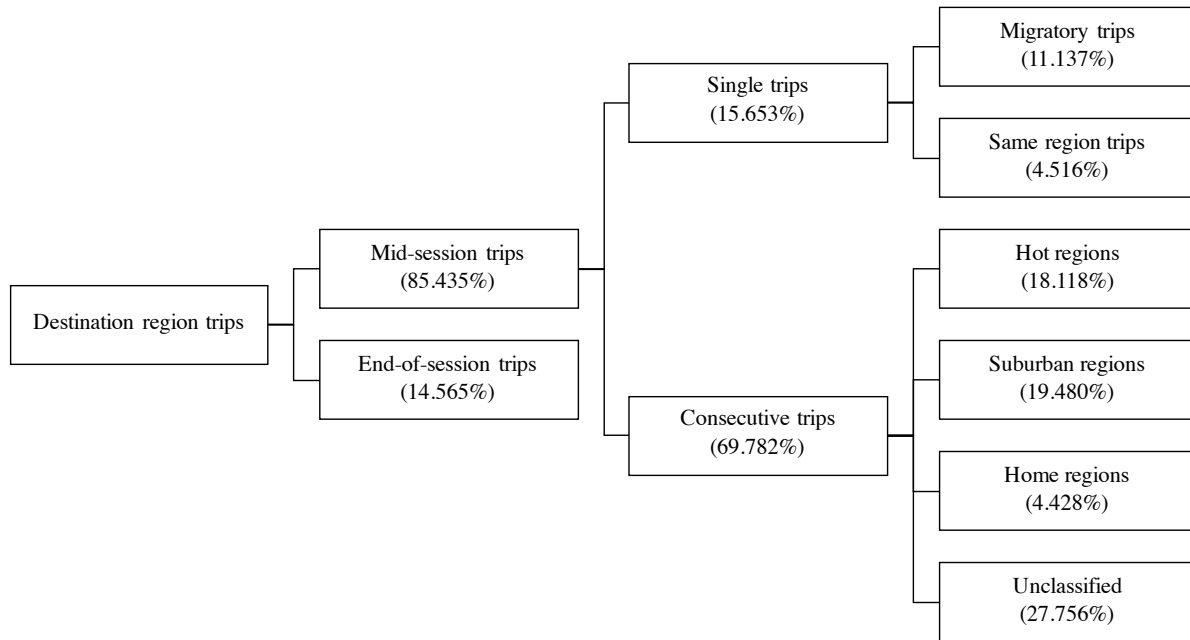 Destination region trips
Mid-session trips
(85.435%)
End-of-session trips
(14.565%)
Single trips
(15.653%)
Consecutive trips
(69.782%)
Migratory trips
(11.137%)
Same region trips
(4.516%)
Hot regions
(18.118%)
Suburban regions
(19.480%)
Home regions
(4.428%)
Unclassified
(27.756%)